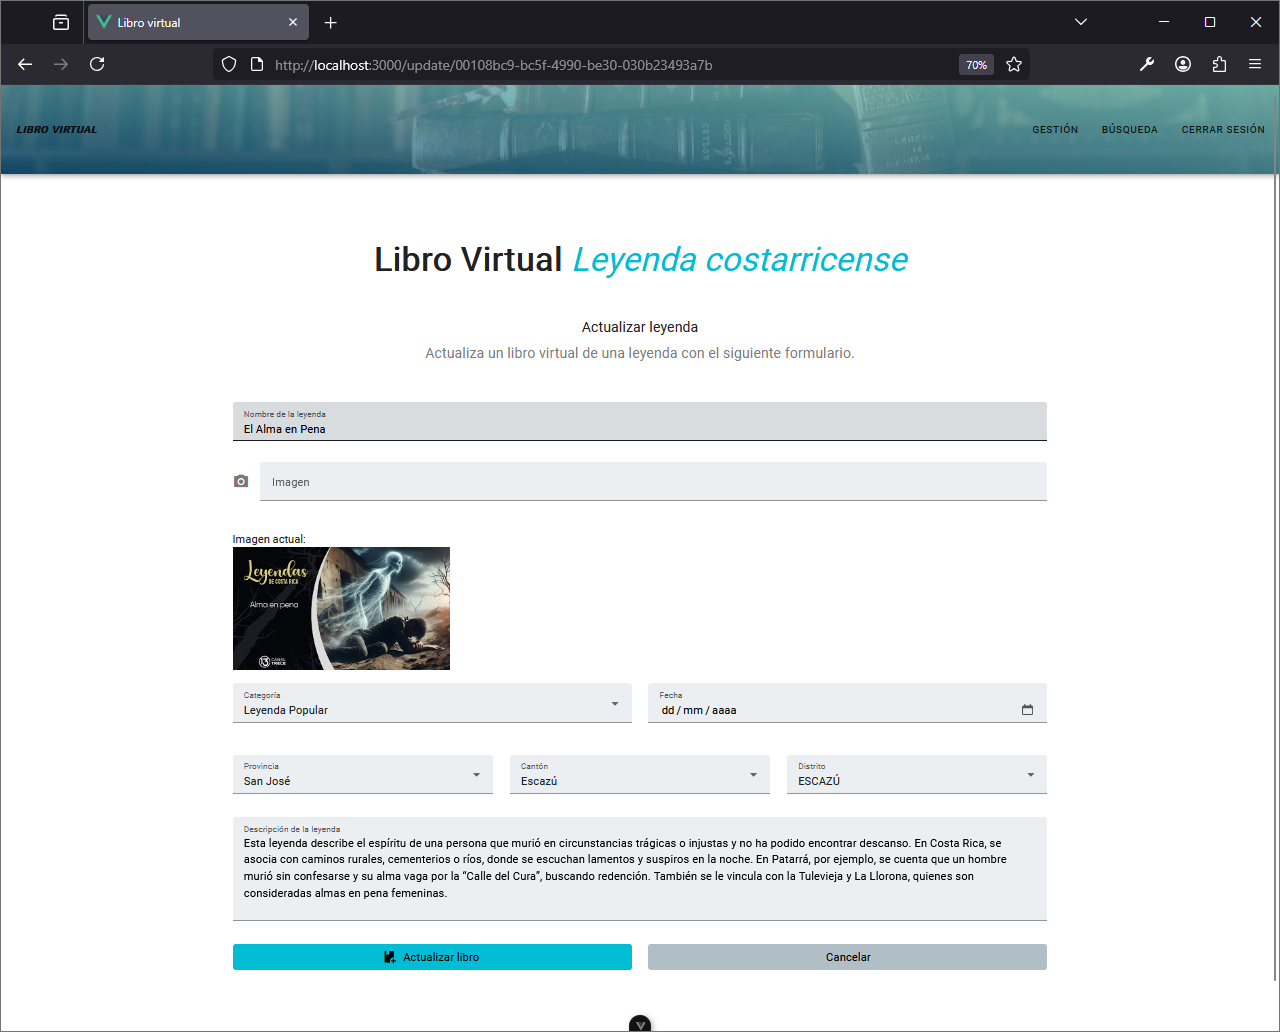 Libro virtual
http://localhost:3000/update/00108bc9-bc5f-4990-be30-030b23493a7b
70%
LIBRO VIRTUAL
GESTIÓN
BÚSQUEDA
CERRAR SESIÓN
Libro Virtual Leyenda costarricense
Actualizar leyenda
Actualiza un libro virtual de una leyenda con el siguiente formulario.
Nombre de la leyenda
El Alma en Pena
Imagen
Imagen actual:
Leyendas
DE COSTA RICA
Alma en pena
13 CANAL
TRECE
Categoría
Leyenda Popular
Fecha
dd / mm / aaaa
Provincia
San José
Cantón
Escazú
Distrito
ESCAZÚ
Descripción de la leyenda
Esta leyenda describe el espíritu de una persona que murió en circunstancias trágicas o injustas y no ha podido encontrar descanso. En Costa Rica, se
asocia con caminos rurales, cementerios o ríos, donde se escuchan lamentos y suspiros en la noche. En Patarrá, por ejemplo, se cuenta que un hombre
murió sin confesarse y su alma vaga por la “Calle del Cura”, buscando redención. También se le vincula con la Tulevieja y La Llorona, quienes son
consideradas almas en pena femeninas.
Actualizar libro
Cancelar